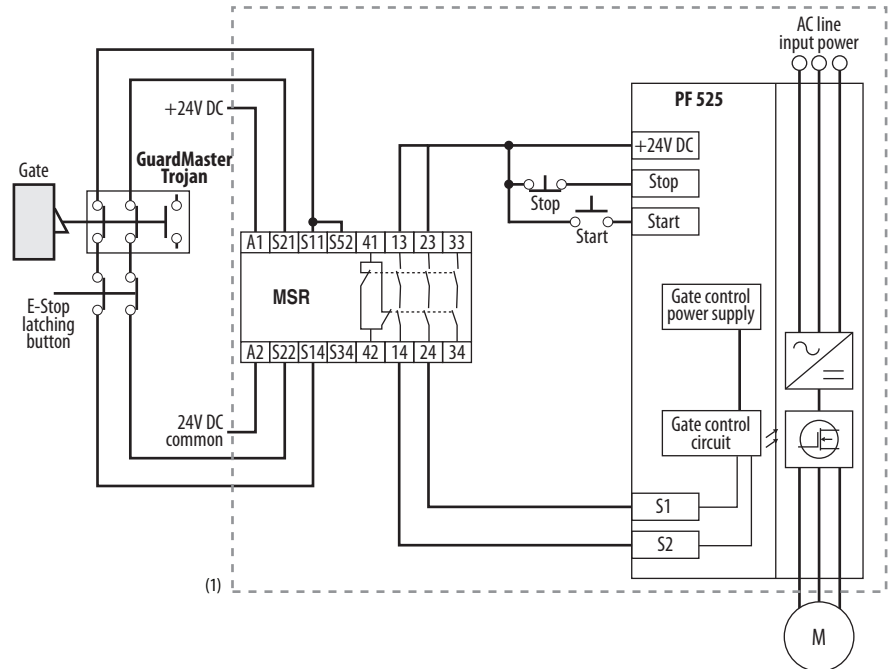 AC line
input power
PF 525
+24V DC
+24V DC
GuardMaster
Trojan
Gate
Stop
Stop
Start
Start
A1 S21 S11 S52 41 13 23 33
MSR
Gate control
power supply
E-Stop
latching
button
A2 S22 S14 S34 42 14 24 34
24V DC
common
Gate control
circuit
S1
S2
(1)
M